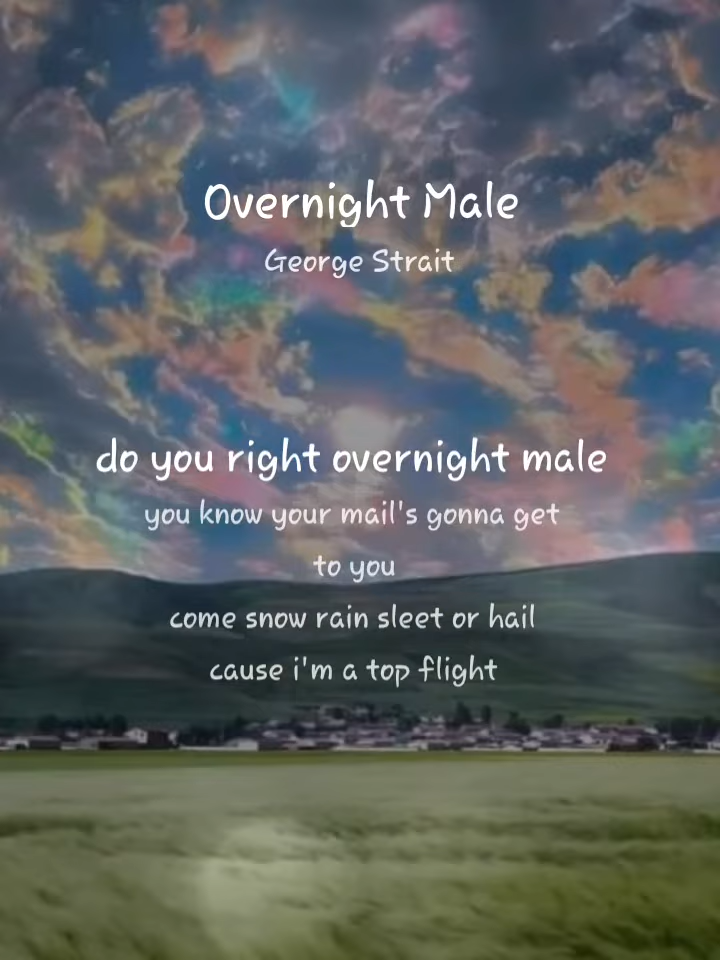 Overnight Male
George Strait
do you right overnight male
you know your mail's gonna get
to you
come snow rain sleet or hail
cause i'm a top flight